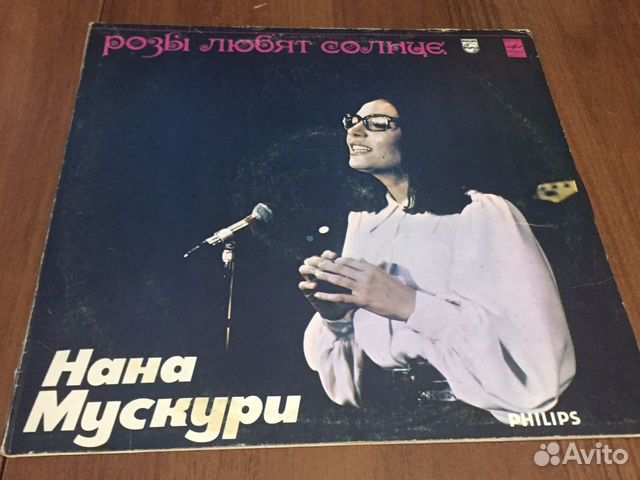 Розы любят солнце
Нана
Мускури
PHILIPS
Avito